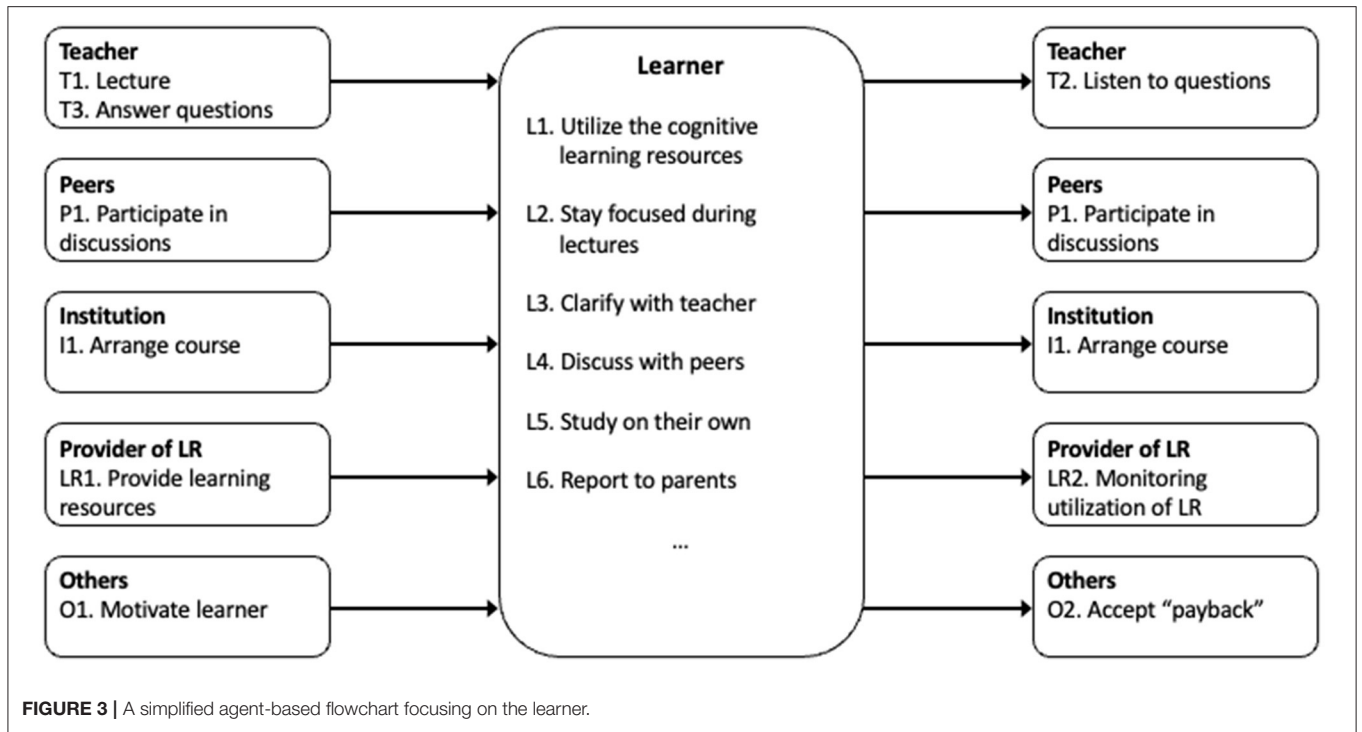 Teacher
T1. Lecture
T3. Answer questions
Peers
P1. Participate in
discussions
Institution
I1. Arrange course
Provider of LR
LR1. Provide learning
resources
Others
O1. Motivate learner
Learner
L1. Utilize the cognitive
learning resources
L2. Stay focused during
lectures
L3. Clarify with teacher
L4. Discuss with peers
L5. Study on their own
L6. Report to parents
...
Teacher
T2. Listen to questions
Peers
P1. Participate in
discussions
Institution
I1. Arrange course
Provider of LR
LR2. Monitoring
utilization of LR
Others
O2. Accept “payback”
FIGURE 3 | A simplified agent-based flowchart focusing on the learner.